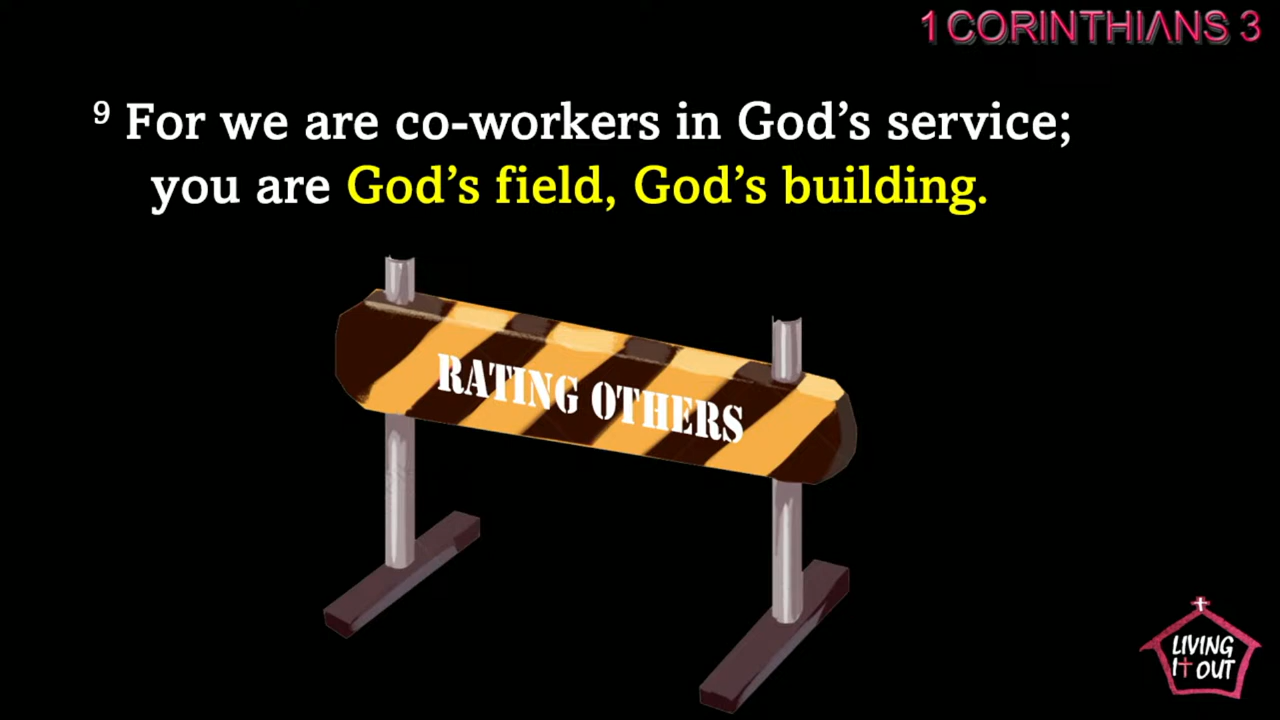 1 CORINTHIANS 3
⁹ For we are co-workers in God’s service;
you are God’s field, God’s building.
RATING OTHERS
LIVING
IT OUT